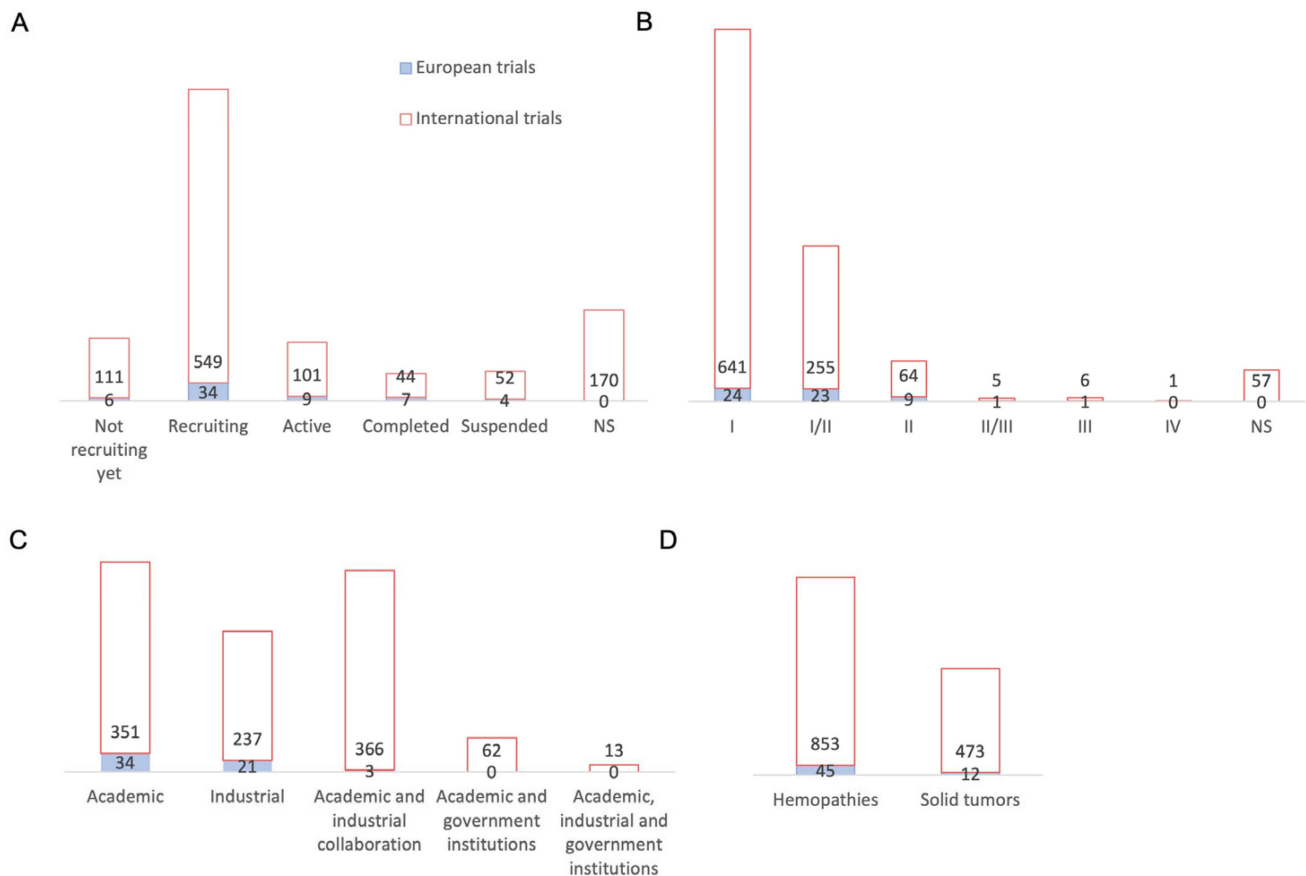 A
European trials
International trials
111 549 101 44 52 170
6 34 9 7 4 0
Not Recruiting Active Completed Suspended NS
recruiting
yet
B
641 255 64 5 6 1 57
24 23 9 1 1 0 0
I I/II II II/III III IV NS
C
351 237 366 62 13
34 21 3 0 0
Academic Industrial Academic and Academic and Academic,
industrial government industrial and
collaboration institutions government
institutions
D
853 473
45 12
Hemopathies Solid tumors